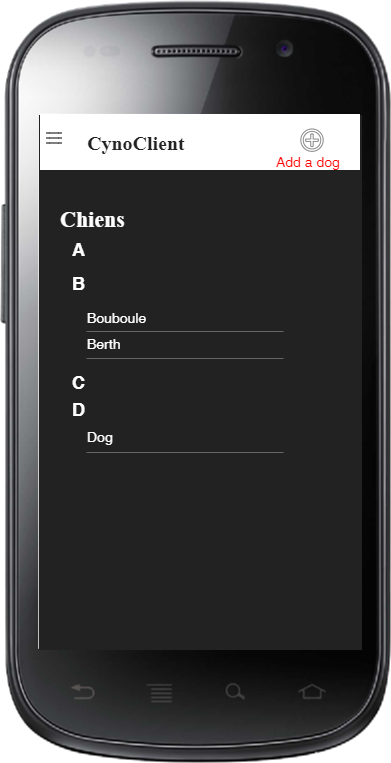 CynoClient
Add a dog
Chiens
A
B
Bouboule
Berth
C
D
Dog